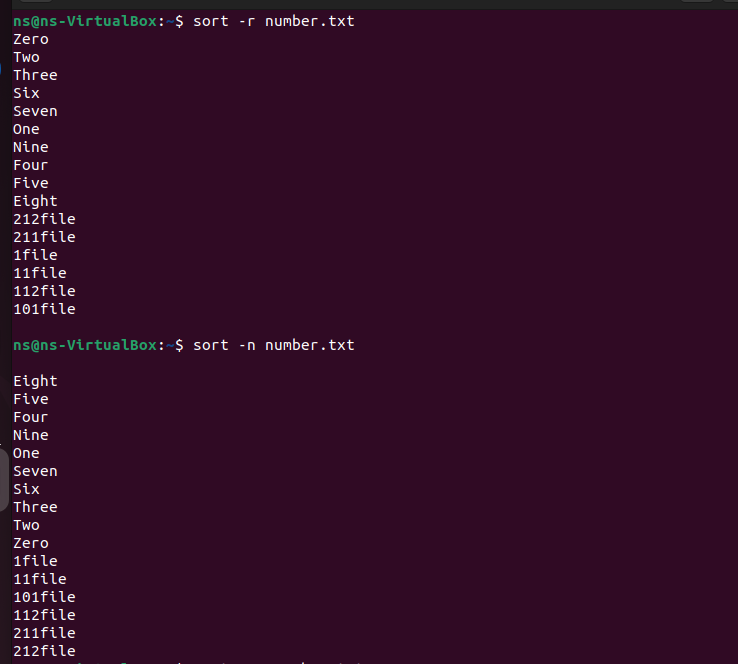 ns@ns-VirtualBox:~$ sort -r number.txt
Zero
Two
Three
Six
Seven
One
Nine
Four
Five
Eight
212file
211file
1file
11file
112file
101file
ns@ns-VirtualBox:~$ sort -n number.txt
Eight
Five
Four
Nine
One
Seven
Six
Three
Two
Zero
1file
11file
101file
112file
211file
212file